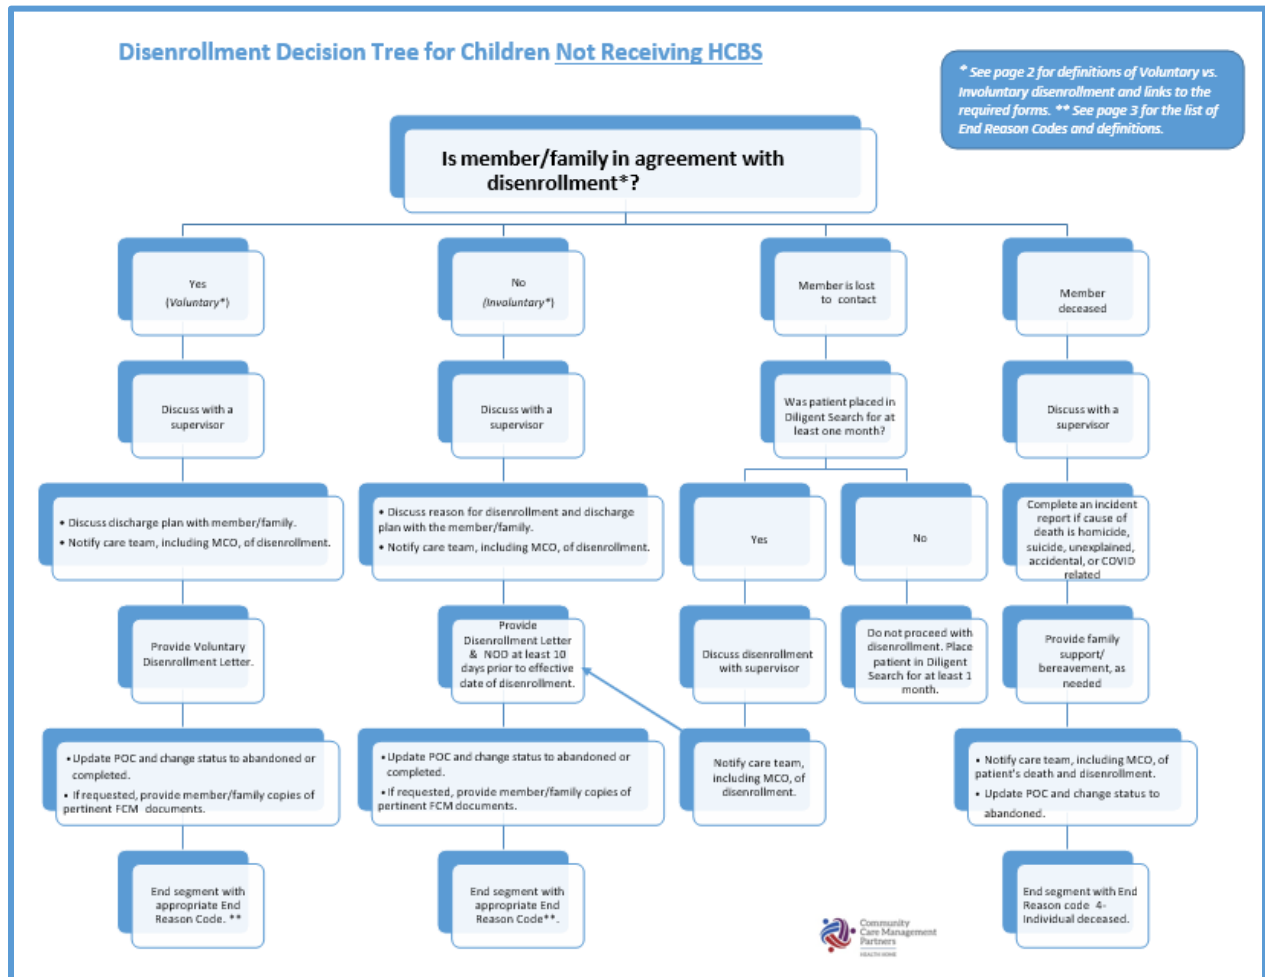 Disenrollment Decision Tree for Children Not Receiving HCBS
* See page 2 for definitions of Voluntary vs.
Involuntary disenrollment and links to the
required forms. ** See page 3 for the list of
End Reason Codes and definitions.
Is member/family in agreement with
disenrollment*?
Yes
(Voluntary*)
No
(Involuntary*)
Member is lost
to contact
Member
deceased
Discuss with a
supervisor
Discuss with a
supervisor
Was patient placed in
Diligent Search for at
least one month?
Discuss with a
supervisor
• Discuss discharge plan with member/family.
• Notify care team, including MCO, of disenrollment.
• Discuss reason for disenrollment and discharge
plan with the member/family.
• Notify care team, including MCO, of disenrollment.
Yes
No
Complete an incident
report if cause of
death is homicide,
suicide, unexplained,
accidental, or COVID
related
Provide Voluntary
Disenrollment Letter.
Provide
Disenrollment Letter
& NOD at least 10
days prior to effective
date of disenrollment.
Discuss disenrollment
with supervisor
Do not proceed with
disenrollment. Place
patient in Diligent
Search for at least 1
month.
Provide family
support/
bereavement, as
needed
• Update POC and change status to abandoned or
completed.
• If requested, provide member/family copies of
pertinent FCM documents.
• Update POC and change status to abandoned or
completed.
• If requested, provide member/family copies of
pertinent FCM documents.
Notify care team,
including MCO, of
disenrollment.
• Notify care team, including MCO, of
patient's death and disenrollment.
• Update POC and change status to
abandoned.
End segment with
appropriate End
Reason Code. **
End segment with
appropriate End
Reason Code**.
End segment with End
Reason code 4-
Individual deceased.
Community
Care Management
Partners
HEALTH HOME